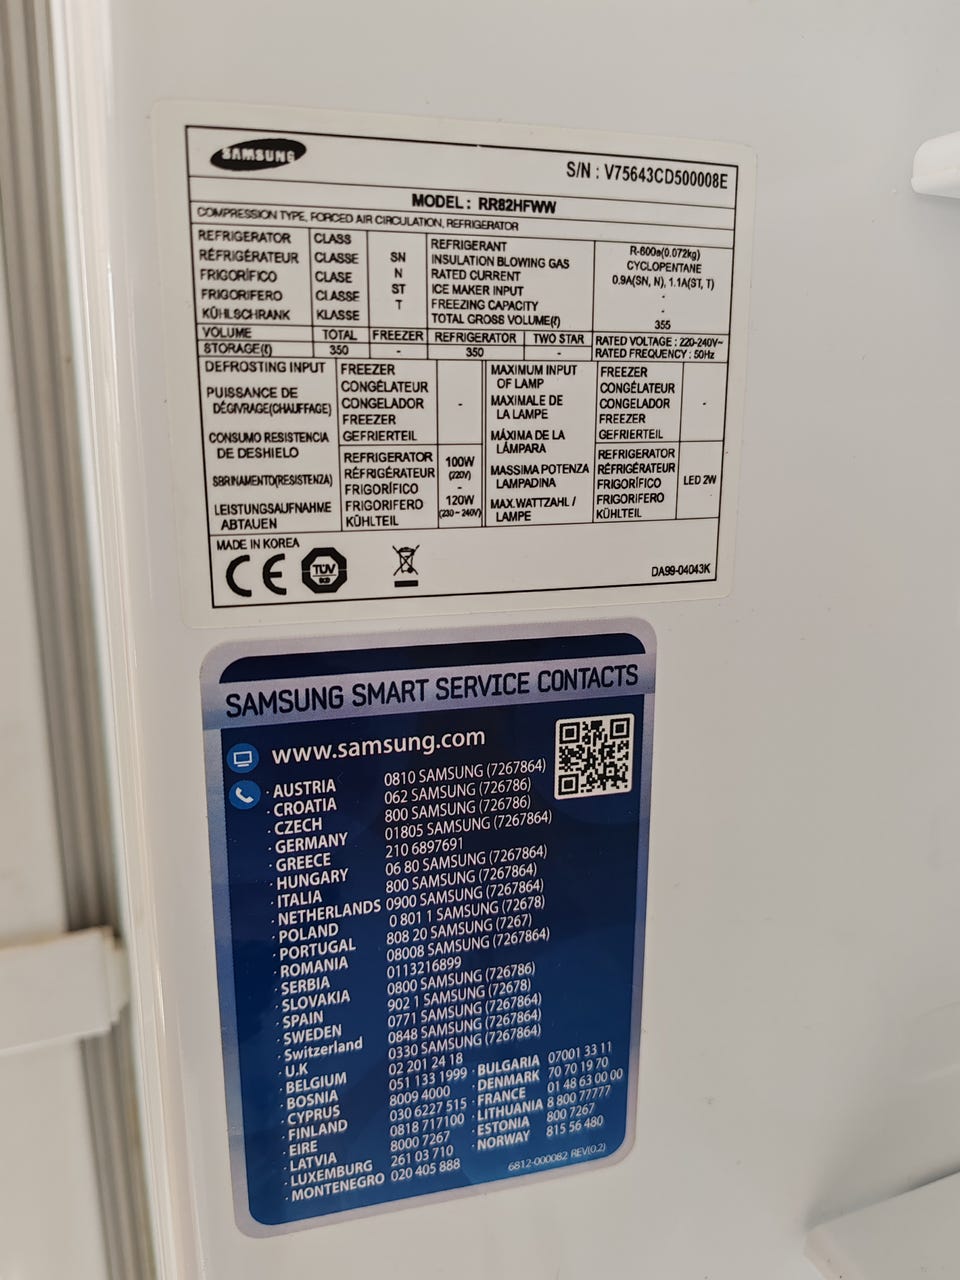 SAMSUNG
S/N : V75643CD500008E
MODEL : RR82HFWW
COMPRESSION TYPE, FORCED AIR CIRCULATION, REFRIGERATOR
REFRIGERATOR CLASS
RÉFRIGÉRATEUR CLASSE SN
FRIGORÍFICO CLASE N
FRIGORIFERO CLASSE ST
KÜHLSCHRANK KLASSE T
REFRIGERANT R-600a(0.072kg)
INSULATION BLOWING GAS CYCLOPENTANE
RATED CURRENT 0.9A(SN, N), 1.1A(ST, T)
ICE MAKER INPUT -
FREEZING CAPACITY -
TOTAL GROSS VOLUME(ℓ) 355
VOLUME TOTAL FREEZER REFRIGERATOR TWO STAR
STORAGE(ℓ) 350 - 350 -
RATED VOLTAGE : 220-240V~
RATED FREQUENCY : 50Hz
DEFROSTING INPUT
PUISSANCE DE
DÉGIVRAGE(CHAUFFAGE)
CONSUMO RESISTENCIA
DE DESHIELO
SBRINAMENTO(RESISTENZA)
LEISTUNGSAUFNAHME
ABTAUEN
FREEZER
CONGÉLATEUR
CONGELADOR -
FREEZER
GEFRIERTEIL
REFRIGERATOR 100W
RÉFRIGÉRATEUR (220V)
FRIGORÍFICO -
FRIGORIFERO 120W
KÜHLTEIL (230~240V)
MAXIMUM INPUT
OF LAMP
MAXIMALE DE
LA LAMPE
MÁXIMA DE LA
LÁMPARA
MASSIMA POTENZA
LAMPADINA
MAX.WATTZAHL /
LAMPE
FREEZER
CONGÉLATEUR
CONGELADOR -
FREEZER
GEFRIERTEIL
REFRIGERATOR
RÉFRIGÉRATEUR
FRIGORÍFICO LED 2W
FRIGORIFERO
KÜHLTEIL
MADE IN KOREA
CE TÜV
DA99-04043K
SAMSUNG SMART SERVICE CONTACTS
www.samsung.com
· AUSTRIA 0810 SAMSUNG (7267864)
· CROATIA 062 SAMSUNG (726786)
· CZECH 800 SAMSUNG (726786)
· GERMANY 01805 SAMSUNG (7267864)
· GREECE 210 6897691
· HUNGARY 06 80 SAMSUNG (7267864)
· ITALIA 800 SAMSUNG (7267864)
· NETHERLANDS 0900 SAMSUNG (7267864)
· POLAND 0 801 1 SAMSUNG (72678)
· PORTUGAL 808 20 SAMSUNG (7267)
· ROMANIA 08008 SAMSUNG (7267864)
· SERBIA 0113216899
· SLOVAKIA 0800 SAMSUNG (726786)
· SPAIN 902 1 SAMSUNG (72678)
· SWEDEN 0771 SAMSUNG (7267864)
· Switzerland 0848 SAMSUNG (7267864)
· U.K 0330 SAMSUNG (7267864)
· BELGIUM 02 201 24 18
· BOSNA 051 133 1999
· CYPRUS 8009 4000
· FINLAND 030 6227 515
· EIRE 0818 717100
· LATVIA 8000 7267
· LUXEMBURG 261 03 710
· MONTENEGRO 020 405 888
· BULGARIA 07001 33 11
· DENMARK 70 70 19 70
· FRANCE 01 48 63 00 00
· LITHUANIA 8 800 77777
· ESTONIA 800 7267
· NORWAY 815 56 480
6812-000082 REV(0.2)